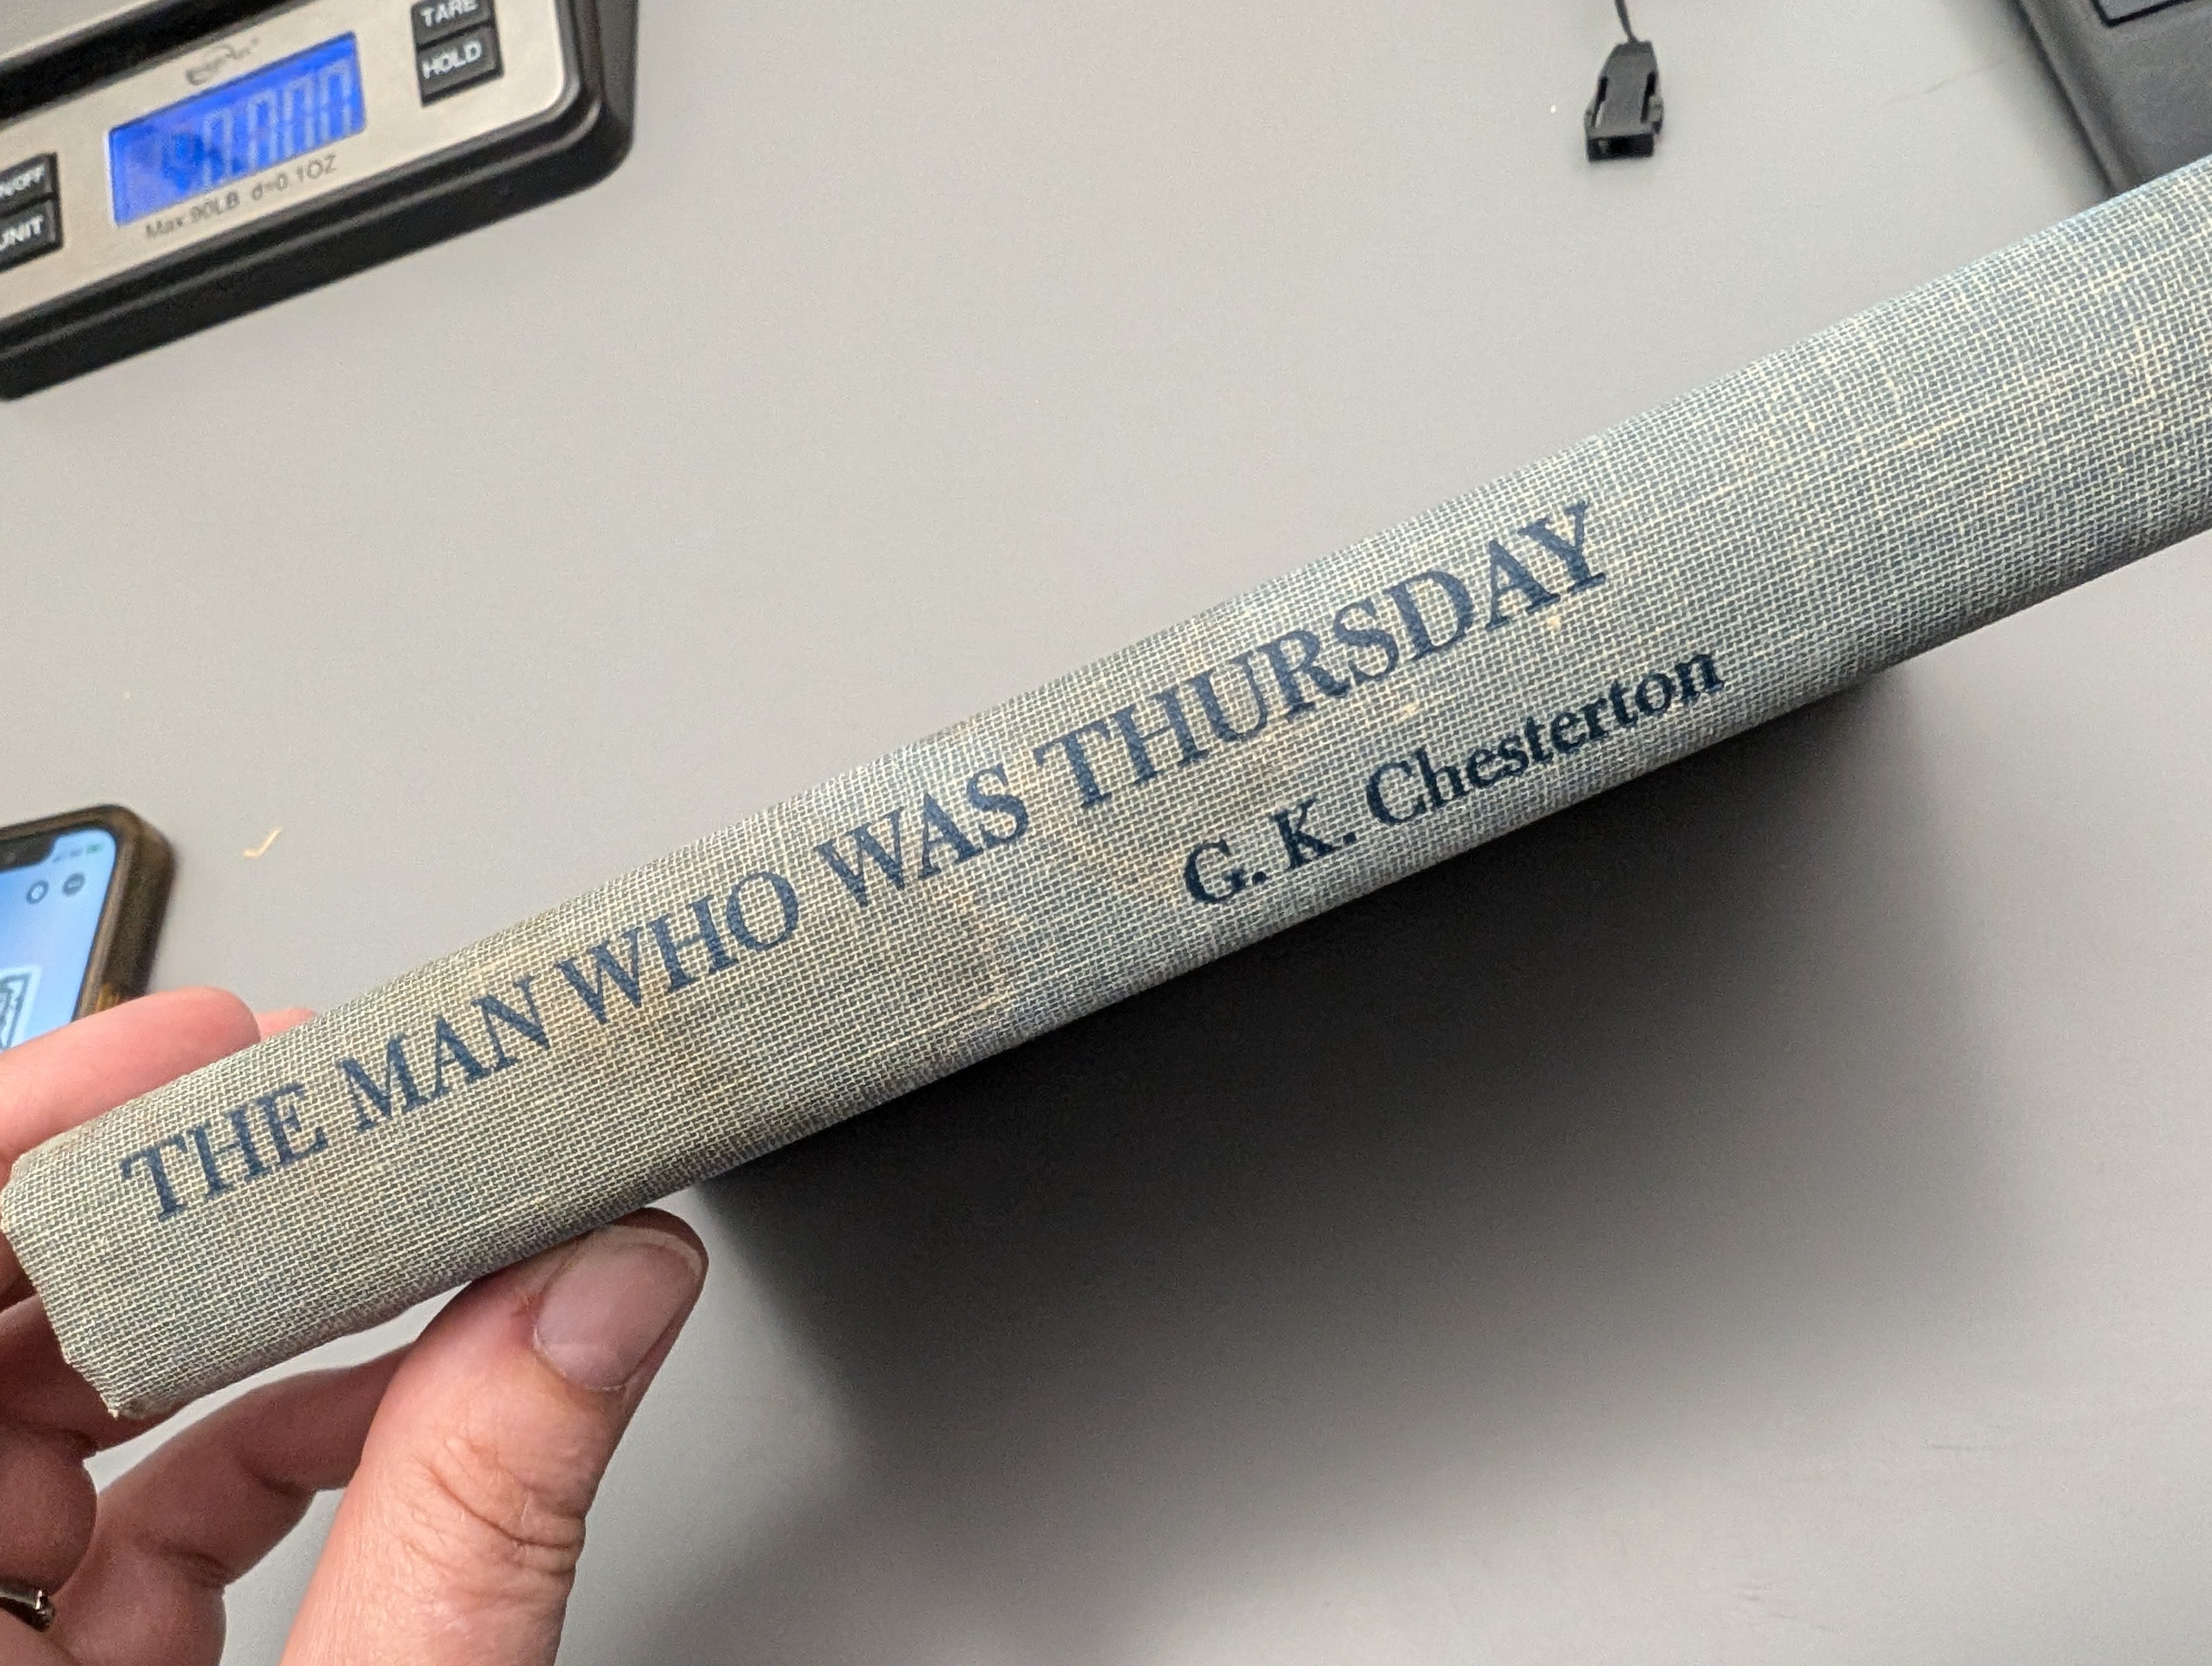 TARE
HOLD
UNIT
Max:90LB d=0.1OZ
THE MAN WHO WAS THURSDAY
G. K. Chesterton